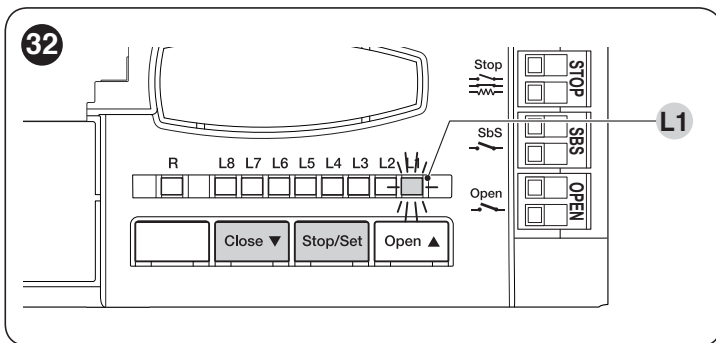 32
Stop
STOP
L1
SbS
SBS
R L8 L7 L6 L5 L4 L3 L2 L1
Open
OPEN
Close ▼ Stop/Set Open ▲